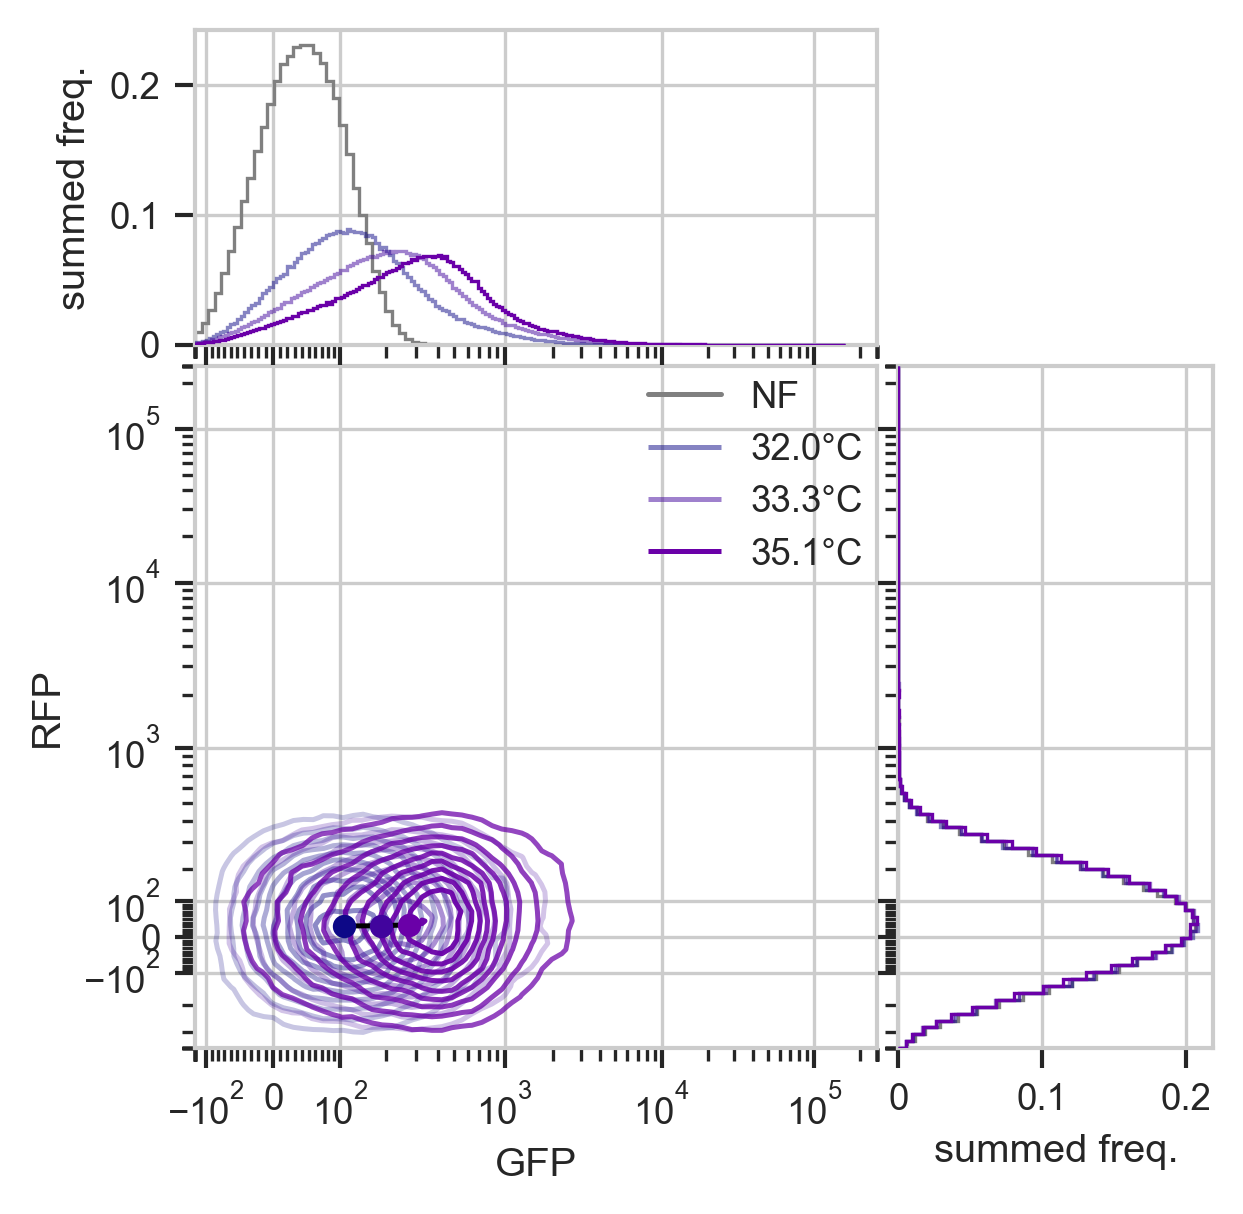 summed freq.
0.2
0.1
0
NF
32.0°C
33.3°C
35.1°C
RFP
10^5
10^4
10^3
10^2
0
−10^2
−10^2 0 10^2 10^3 10^4 10^5
GFP
0 0.1 0.2
summed freq.